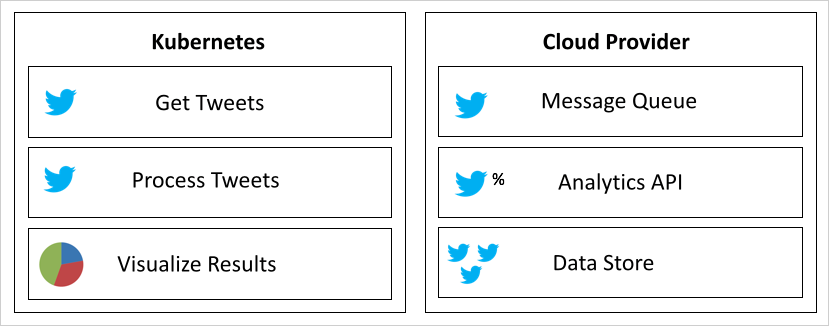 Kubernetes
Get Tweets
Process Tweets
Visualize Results
Cloud Provider
Message Queue
% Analytics API
Data Store